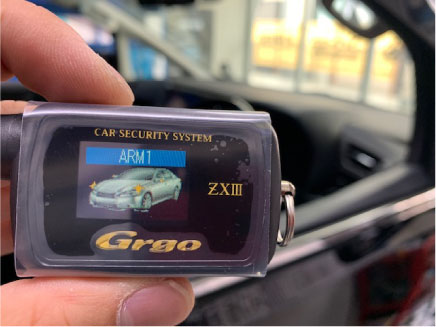 CAR SECURITY SYSTEM
ARM1
ZXIII
Grgo